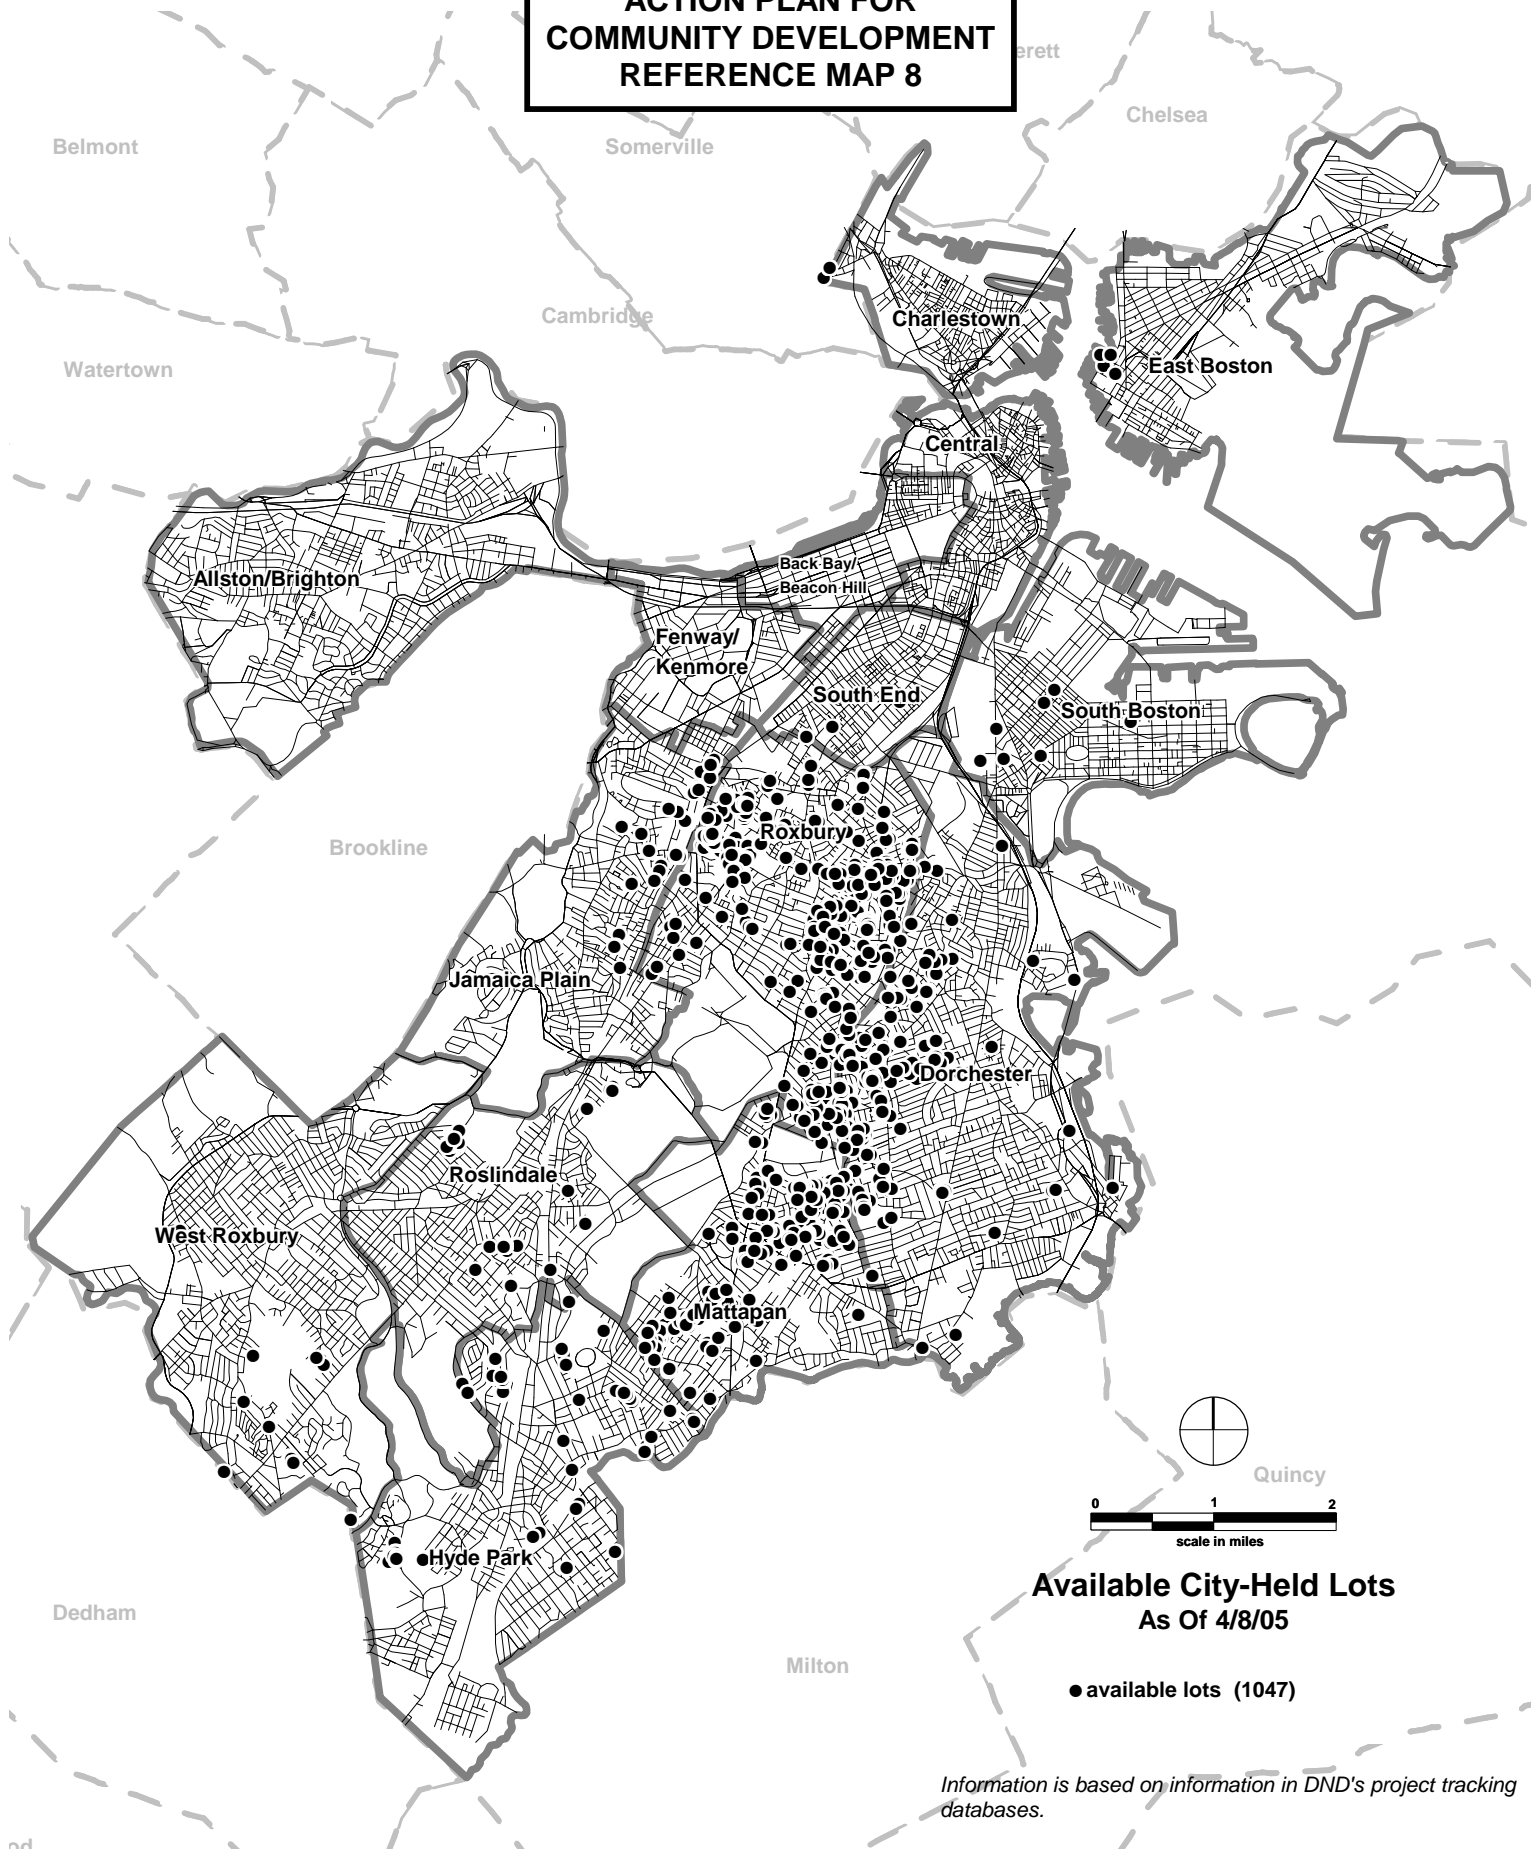 ACTION PLAN FOR
COMMUNITY DEVELOPMENT
REFERENCE MAP 8
Chelsea
Belmont
Somerville
Cambridge
Charlestown
Watertown
East Boston
Central
Back Bay/
Beacon Hill
Allston/Brighton
Fenway/
Kenmore
South End
South Boston
Roxbury
Brookline
Jamaica Plain
Dorchester
Roslindale
West Roxbury
Mattapan
Quincy
0 1 2
scale in miles
Hyde Park
Available City-Held Lots
As Of 4/8/05
Dedham
Milton
available lots (1047)
Information is based on information in DND's project tracking
databases.